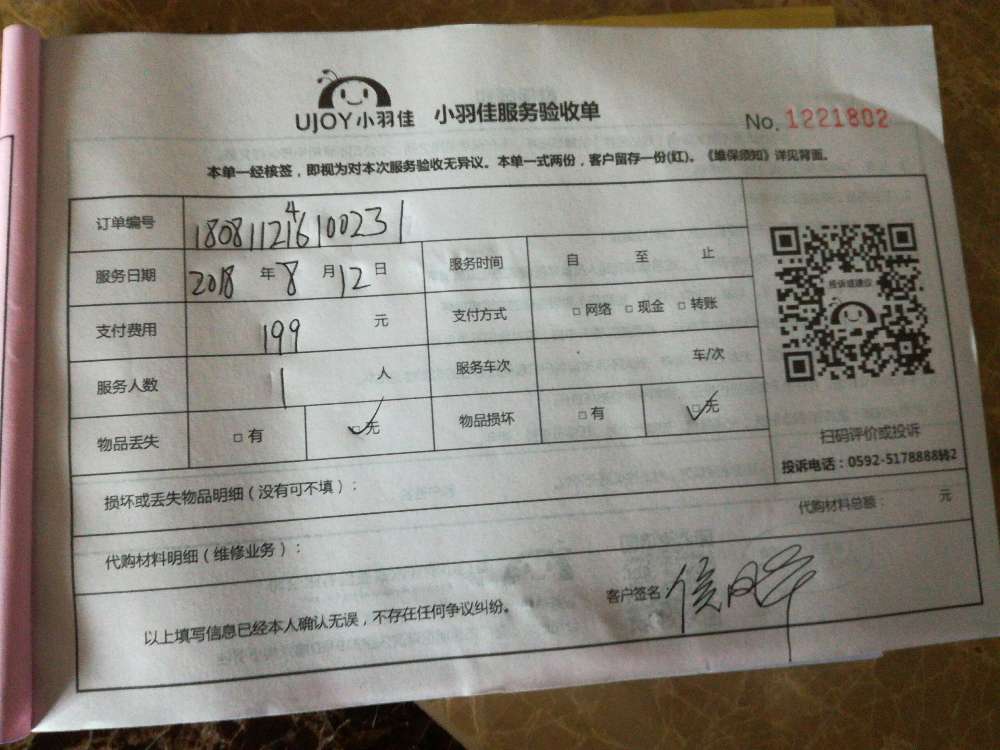 UJOY小羽佳 小羽佳服务验收单 No. 1221802
本单一经核签，即视为对本次服务验收无异议。本单一式两份，客户留存一份(红)。《维保须知》详见背面。
订单编号 180811246100231
服务日期 2018 年 8 月 12 日 服务时间 自 至 止
支付费用 199 元 支付方式 □ 网络 □ 现金 □ 转账
服务人数 1 人 服务车次 车/次
物品丢失 □ 有 □ 无 物品损坏 □ 有 □ 无
投诉或建议
扫码评价或投诉
投诉电话：0592-5178888转2
损坏或丢失物品明细（没有可不填）：
代购材料明细（维修业务）： 代购材料总额： 元
以上填写信息已经本人确认无误，不存在任何争议纠纷。 客户签名：